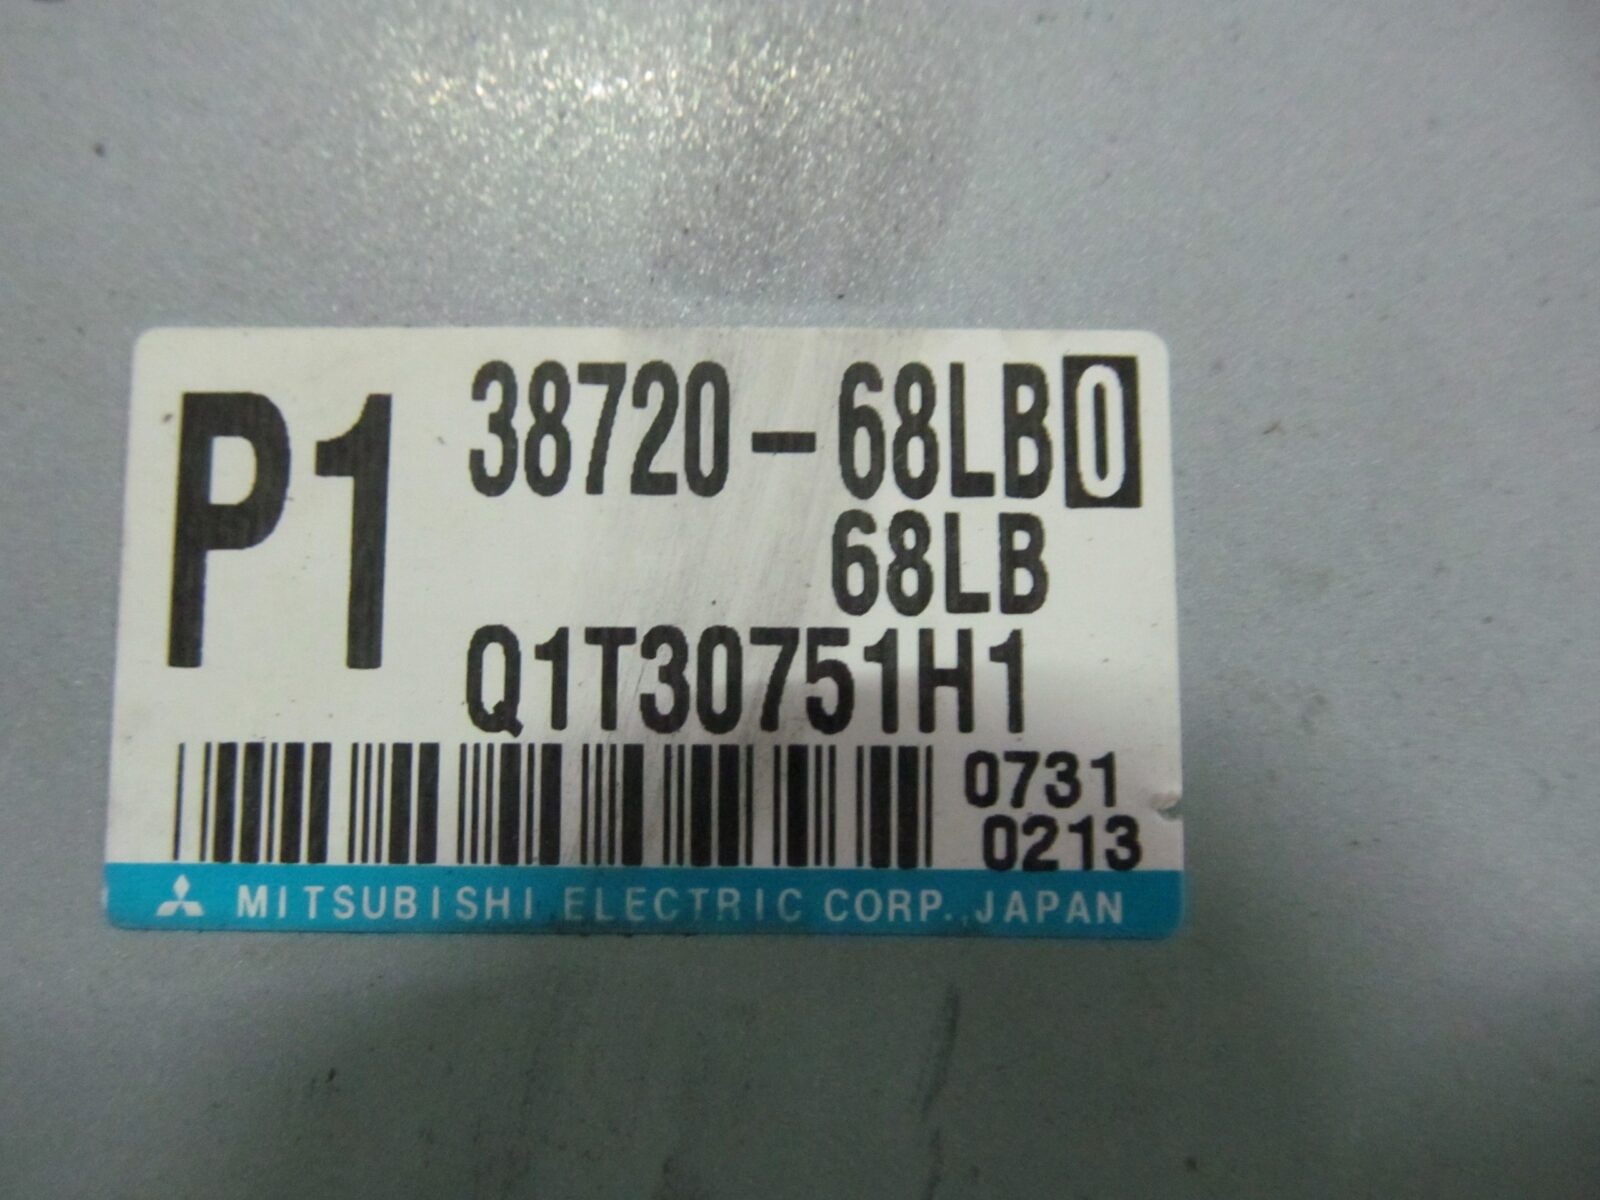 P1
38720-68LB0
68LB
Q1T30751H1
0731
0213
MITSUBISHI ELECTRIC CORP., JAPAN